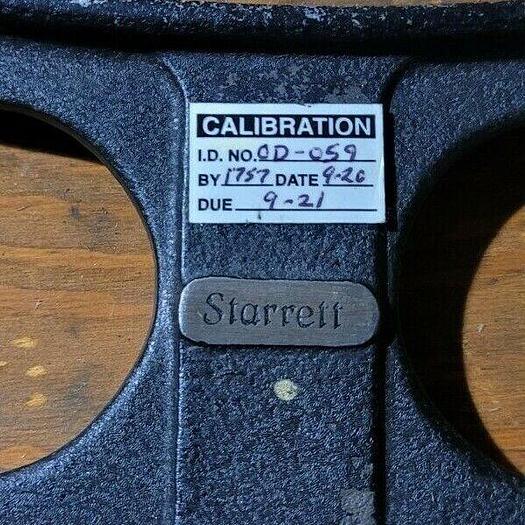 CALIBRATION
I.D. NO. OD-059
BY 1757 DATE 9-20
DUE 9-21
Starrett